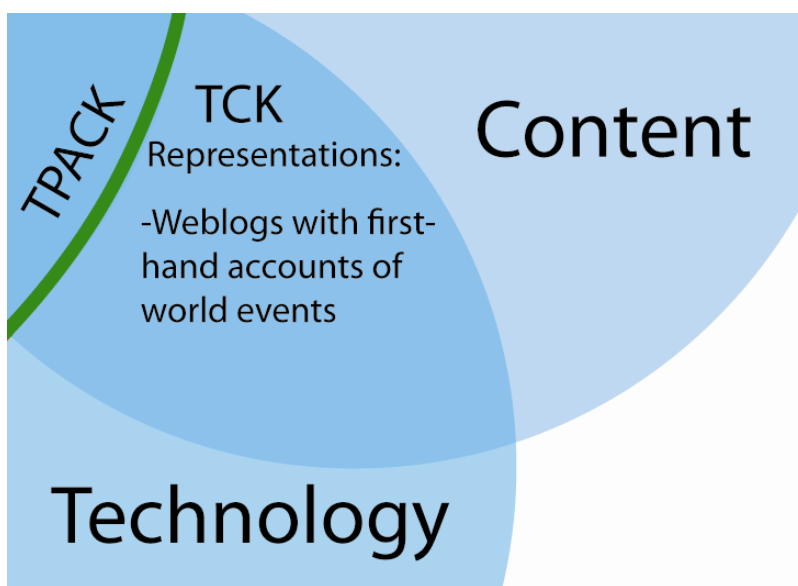 TPACK
TCK
Representations:
-Weblogs with first-
hand accounts of
world events
Content
Technology